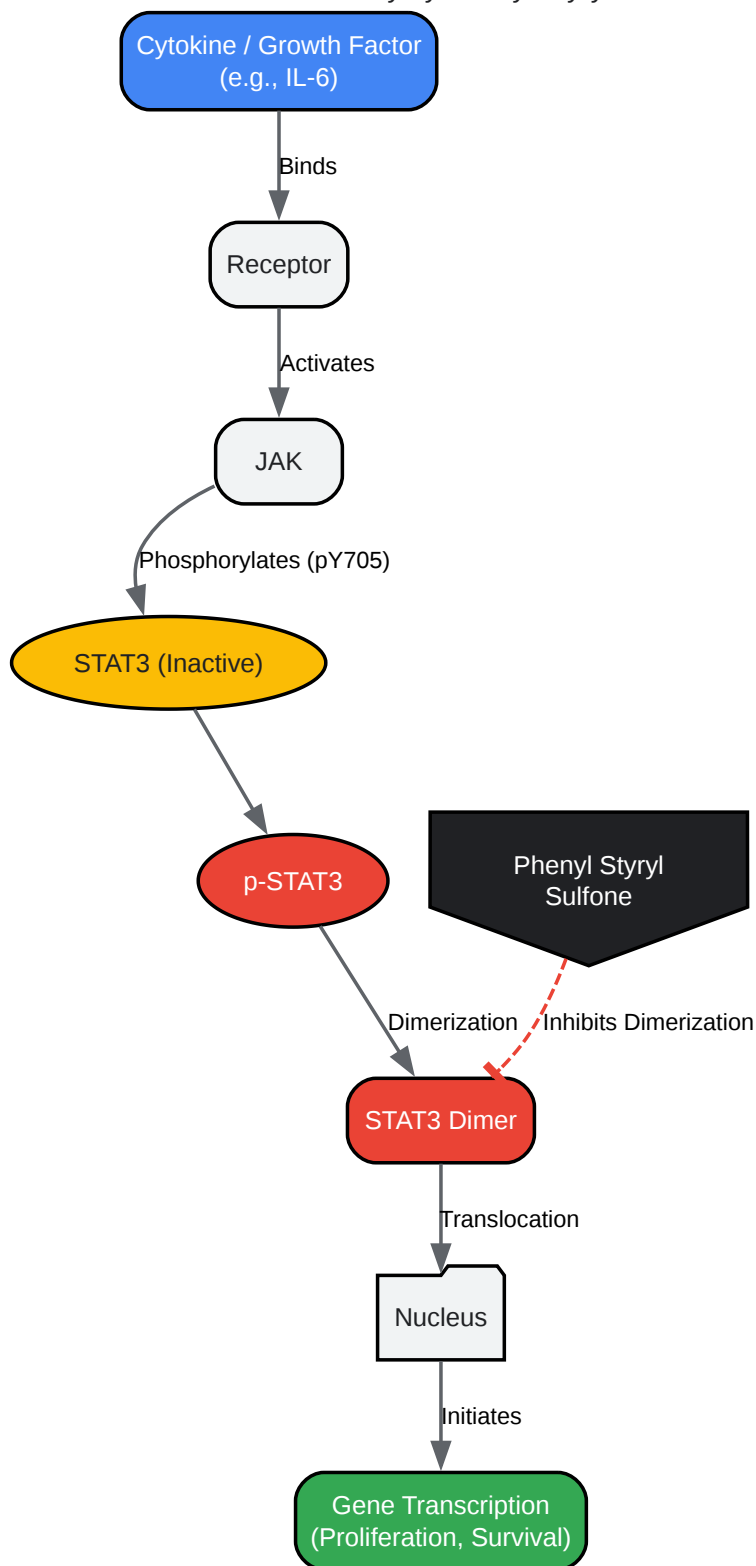 Cytokine / Growth Factor
(e.g., IL-6)
Binds
Receptor
Activates
JAK
Phosphorylates (pY705)
STAT3 (Inactive)
p-STAT3
Phenyl Styryl
Sulfone
Dimerization
Inhibits Dimerization
STAT3 Dimer
Translocation
Nucleus
Initiates
Gene Transcription
(Proliferation, Survival)